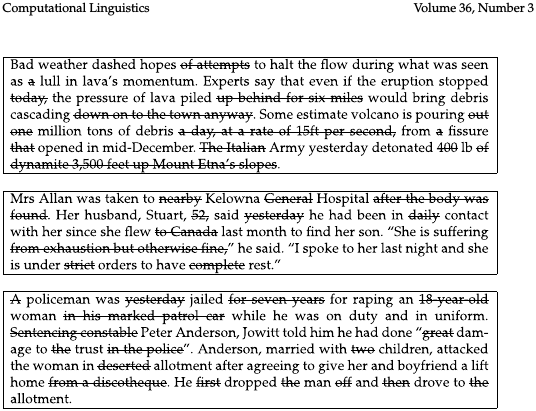 Computational Linguistics Volume 36, Number 3
Bad weather dashed hopes of attempts to halt the flow during what was seen
as a lull in lava's momentum. Experts say that even if the eruption stopped
today, the pressure of lava piled up behind for six miles would bring debris
cascading down on to the town anyway. Some estimate volcano is pouring out
one million tons of debris a day, at a rate of 15ft per second, from a fissure
that opened in mid-December. The Italian Army yesterday detonated 400 lb of
dynamite 3,500 feet up Mount Etna's slopes.
Mrs Allan was taken to nearby Kelowna General Hospital after the body was
found. Her husband, Stuart, 52, said yesterday he had been in daily contact
with her since she flew to Canada last month to find her son. "She is suffering
from exhaustion but otherwise fine," he said. "I spoke to her last night and she
is under strict orders to have complete rest."
A policeman was yesterday jailed for seven years for raping an 18-year-old
woman in his marked patrol car while he was on duty and in uniform.
Sentencing constable Peter Anderson, Jowitt told him he had done "great dam-
age to the trust in the police". Anderson, married with two children, attacked
the woman in deserted allotment after agreeing to give her and boyfriend a lift
home from a discotheque. He first dropped the man off and then drove to the
allotment.